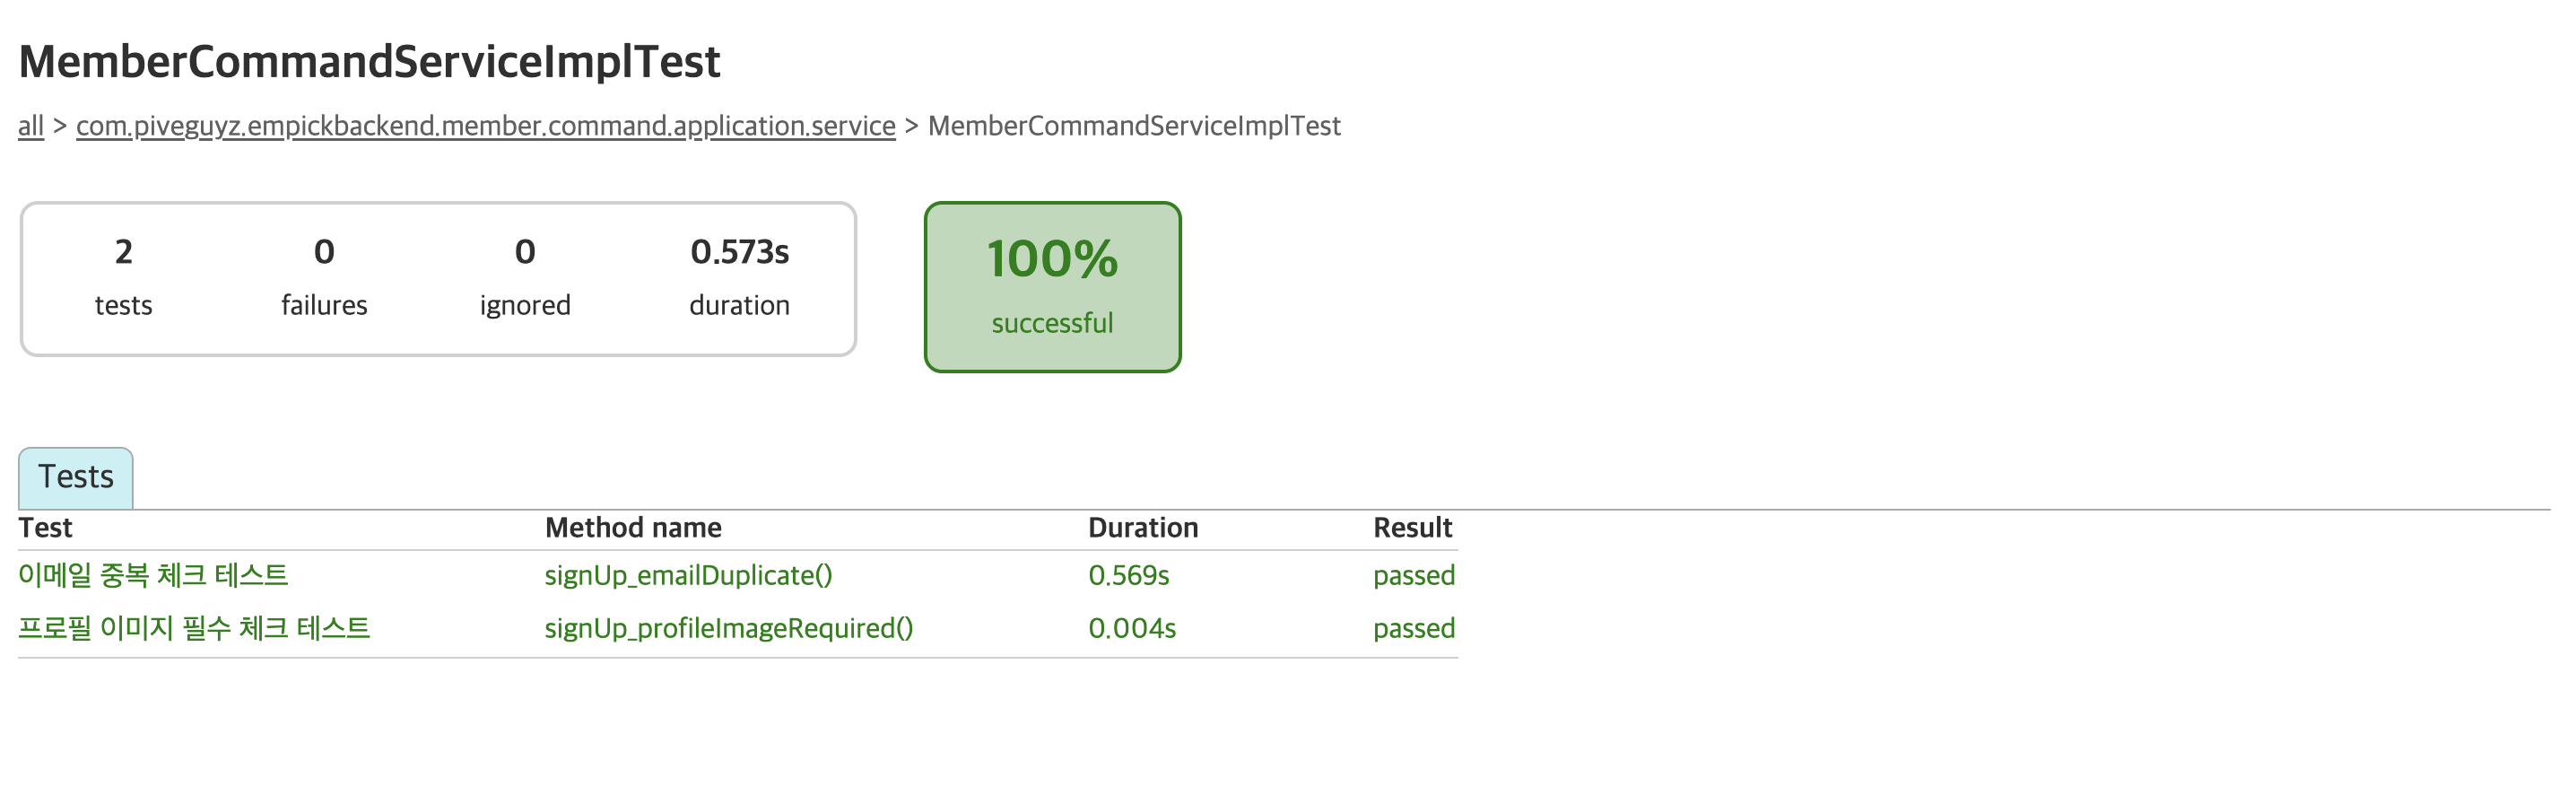 MemberCommandServiceImplTest
all > com.piveguyz.empickbackend.member.command.application.service > MemberCommandServiceImplTest
2 0 0 0.573s
tests failures ignored duration
100%
successful
Tests
Test Method name Duration Result
이메일 중복 체크 테스트 signUp_emailDuplicate() 0.569s passed
프로필 이미지 필수 체크 테스트 signUp_profileImageRequired() 0.004s passed